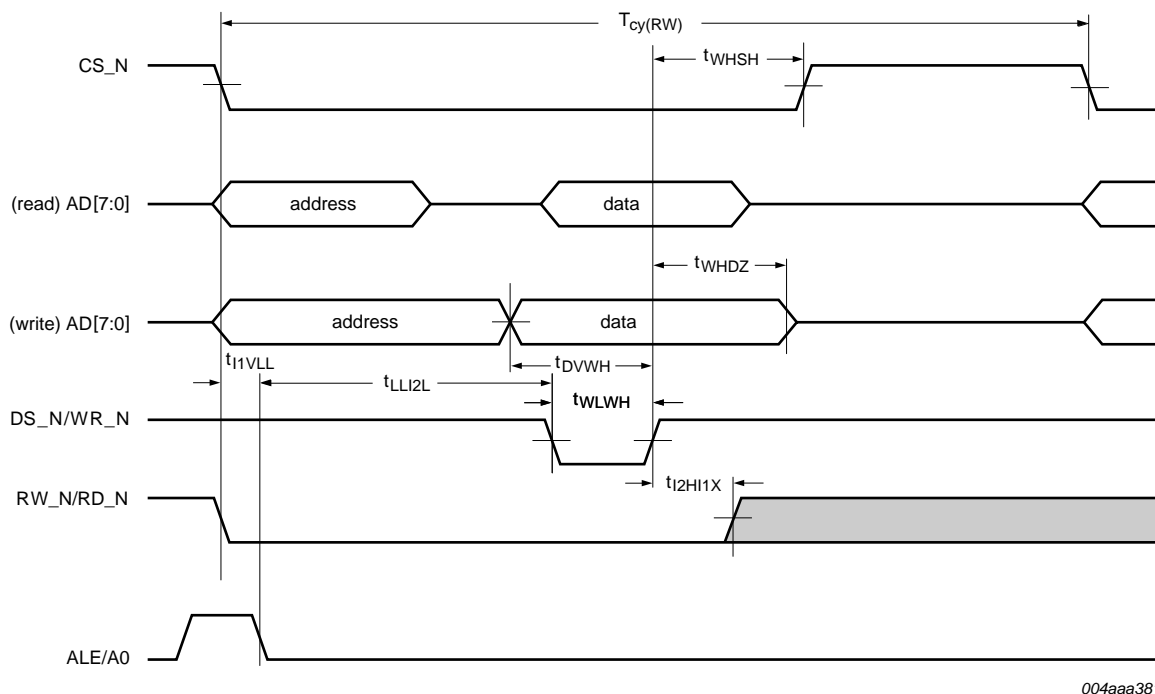 Tcy(RW)
tWHSH
CS_N
(read) AD[7:0]
address
data
tWHDZ
(write) AD[7:0]
address
data
tI1VLL
tDVWH
tLLI2L
tWLWH
DS_N/WR_N
tI2HI1X
RW_N/RD_N
ALE/A0
004aaa38